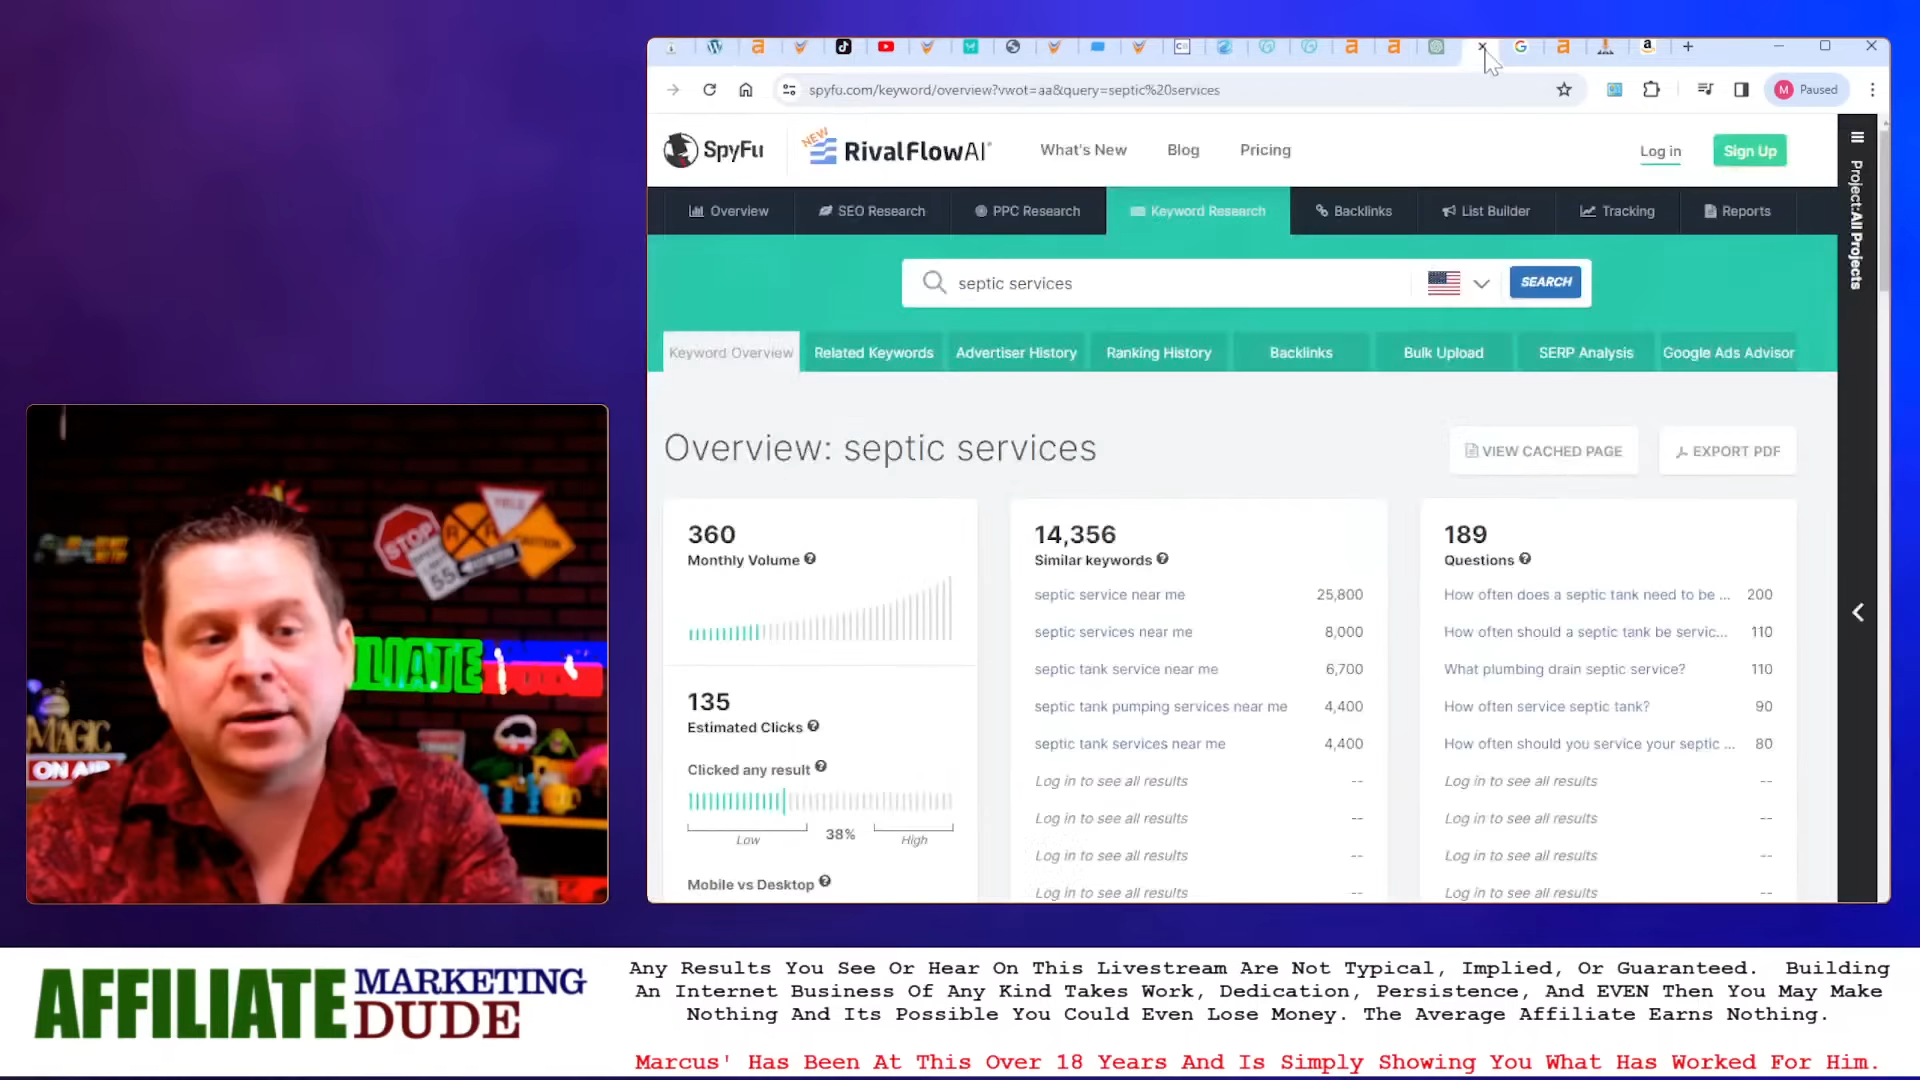 spyfu.com/keyword/overview?vwot=aa&query=septic%20services
M Paused
SpyFu
NEW
RivalFlowAI
What's New
Blog
Pricing
Log in
Sign Up
Overview
SEO Research
PPC Research
Keyword Research
Backlinks
List Builder
Tracking
Reports
Project:All Projects
septic services
SEARCH
Keyword Overview
Related Keywords
Advertiser History
Ranking History
Backlinks
Bulk Upload
SERP Analysis
Google Ads Advisor
Overview: septic services
VIEW CACHED PAGE
EXPORT PDF
360
Monthly Volume
135
Estimated Clicks
Clicked any result
Low
38%
High
Mobile vs Desktop
14,356
Similar keywords
septic service near me 25,800
septic services near me 8,000
septic tank service near me 6,700
septic tank pumping services near me 4,400
septic tank services near me 4,400
Log in to see all results --
Log in to see all results --
Log in to see all results --
Log in to see all results --
189
Questions
How often does a septic tank need to be ... 200
How often should a septic tank be servic... 110
What plumbing drain septic service? 110
How often service septic tank? 90
How often should you service your septic ... 80
Log in to see all results --
Log in to see all results --
Log in to see all results --
Log in to see all results --
STOP
YIELD
55
LIATE
MAGIC
ON AIR
AFFILIATE MARKETING DUDE
Any Results You See Or Hear On This Livestream Are Not Typical, Implied, Or Guaranteed. Building
An Internet Business Of Any Kind Takes Work, Dedication, Persistence, And EVEN Then You May Make
Nothing And Its Possible You Could Even Lose Money. The Average Affiliate Earns Nothing.
Marcus' Has Been At This Over 18 Years And Is Simply Showing You What Has Worked For Him.